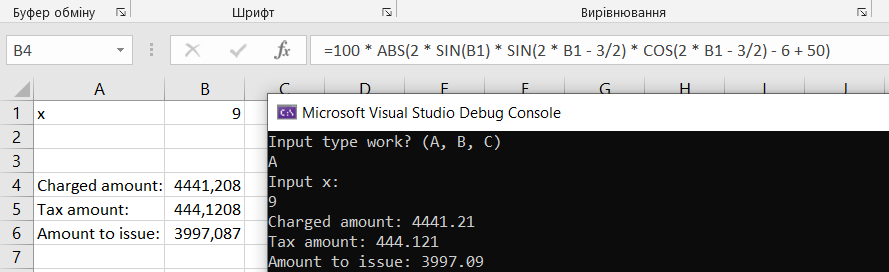 Буфер обміну
Шрифт
Вирівнювання
B4
fx
=100 * ABS(2 * SIN(B1) * SIN(2 * B1 - 3/2) * COS(2 * B1 - 3/2) - 6 + 50)
A B C D E F G H I J
1 x 9
2
3
4 Charged amount: 4441,208
5 Tax amount: 444,1208
6 Amount to issue: 3997,087
7
C:\ Microsoft Visual Studio Debug Console
Input type work? (A, B, C)
A
Input x:
9
Charged amount: 4441.21
Tax amount: 444.121
Amount to issue: 3997.09